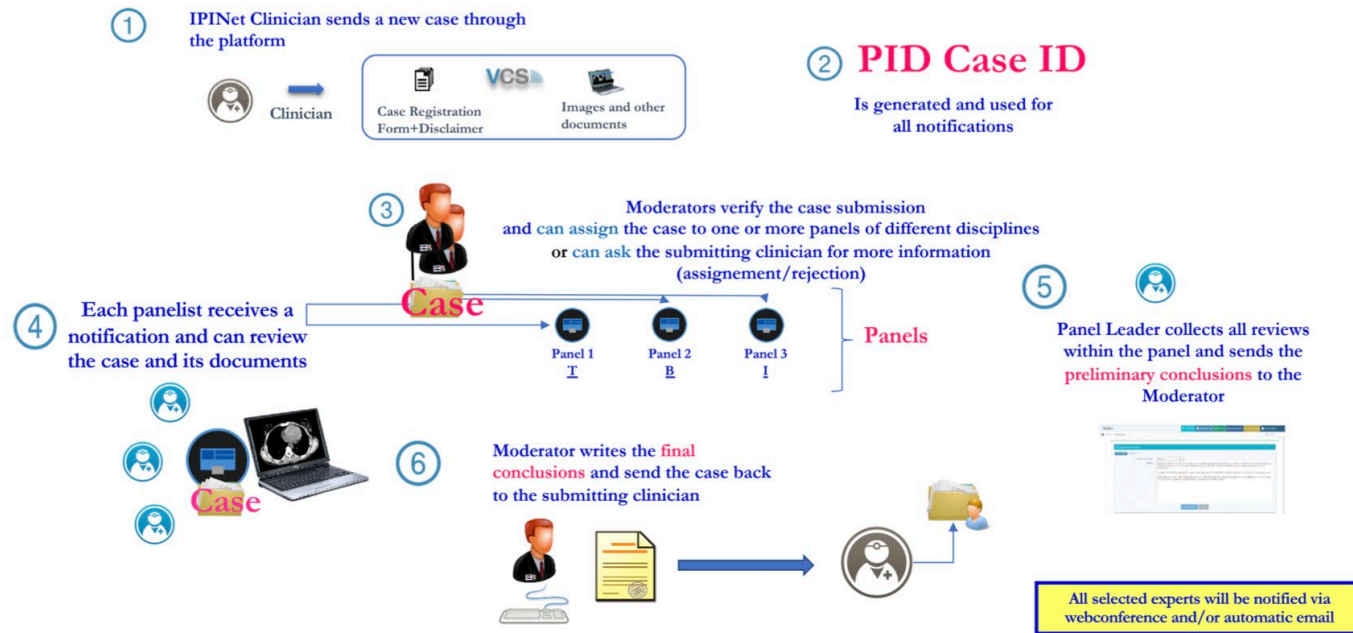 1
IPINet Clinician sends a new case through
the platform
Clinician
VCS
Case Registration
Form+Disclaimer
Images and other
documents
2
PID Case ID
Is generated and used for
all notifications
3
Moderators verify the case submission
and can assign the case to one or more panels of different disciplines
or can ask the submitting clinician for more information
(assignement/rejection)
Case
4
Each panelist receives a
notification and can review
the case and its documents
Panel 1
T
Panel 2
B
Panel 3
I
Panels
Case
5
Panel Leader collects all reviews
within the panel and sends the
preliminary conclusions to the
Moderator
6
Moderator writes the final
conclusions and send the case back
to the submitting clinician
All selected experts will be notified via
webconference and/or automatic email